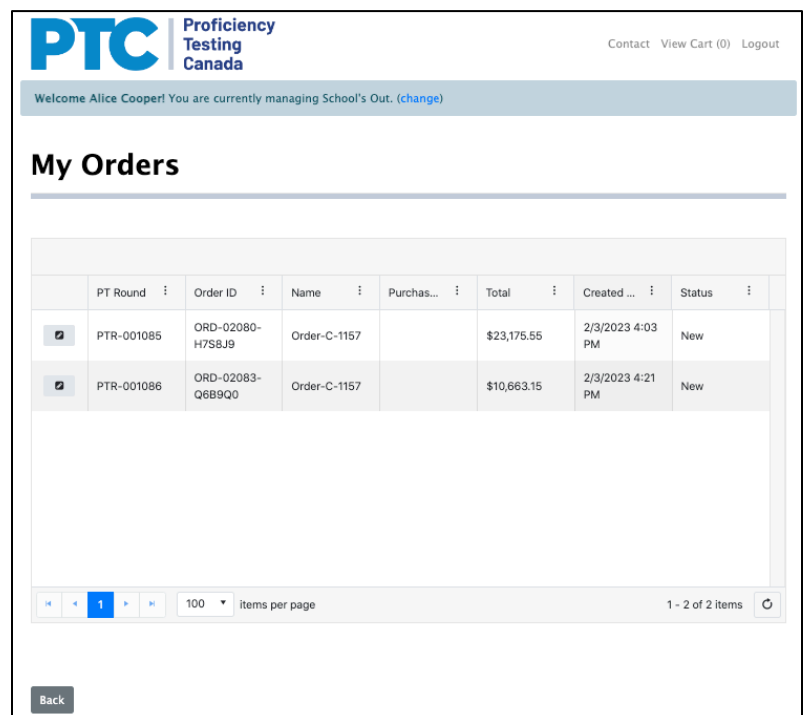 PTC Proficiency
Testing
Canada
Contact View Cart (0) Logout
Welcome Alice Cooper! You are currently managing School's Out. (change)
My Orders
PT Round Order ID Name Purchas... Total Created ... Status
PTR-001085 ORD-02080-H7S8J9 Order-C-1157 $23,175.55 2/3/2023 4:03 PM New
PTR-001086 ORD-02083-Q6B9Q0 Order-C-1157 $10,663.15 2/3/2023 4:21 PM New
1 100 items per page 1 - 2 of 2 items
Back